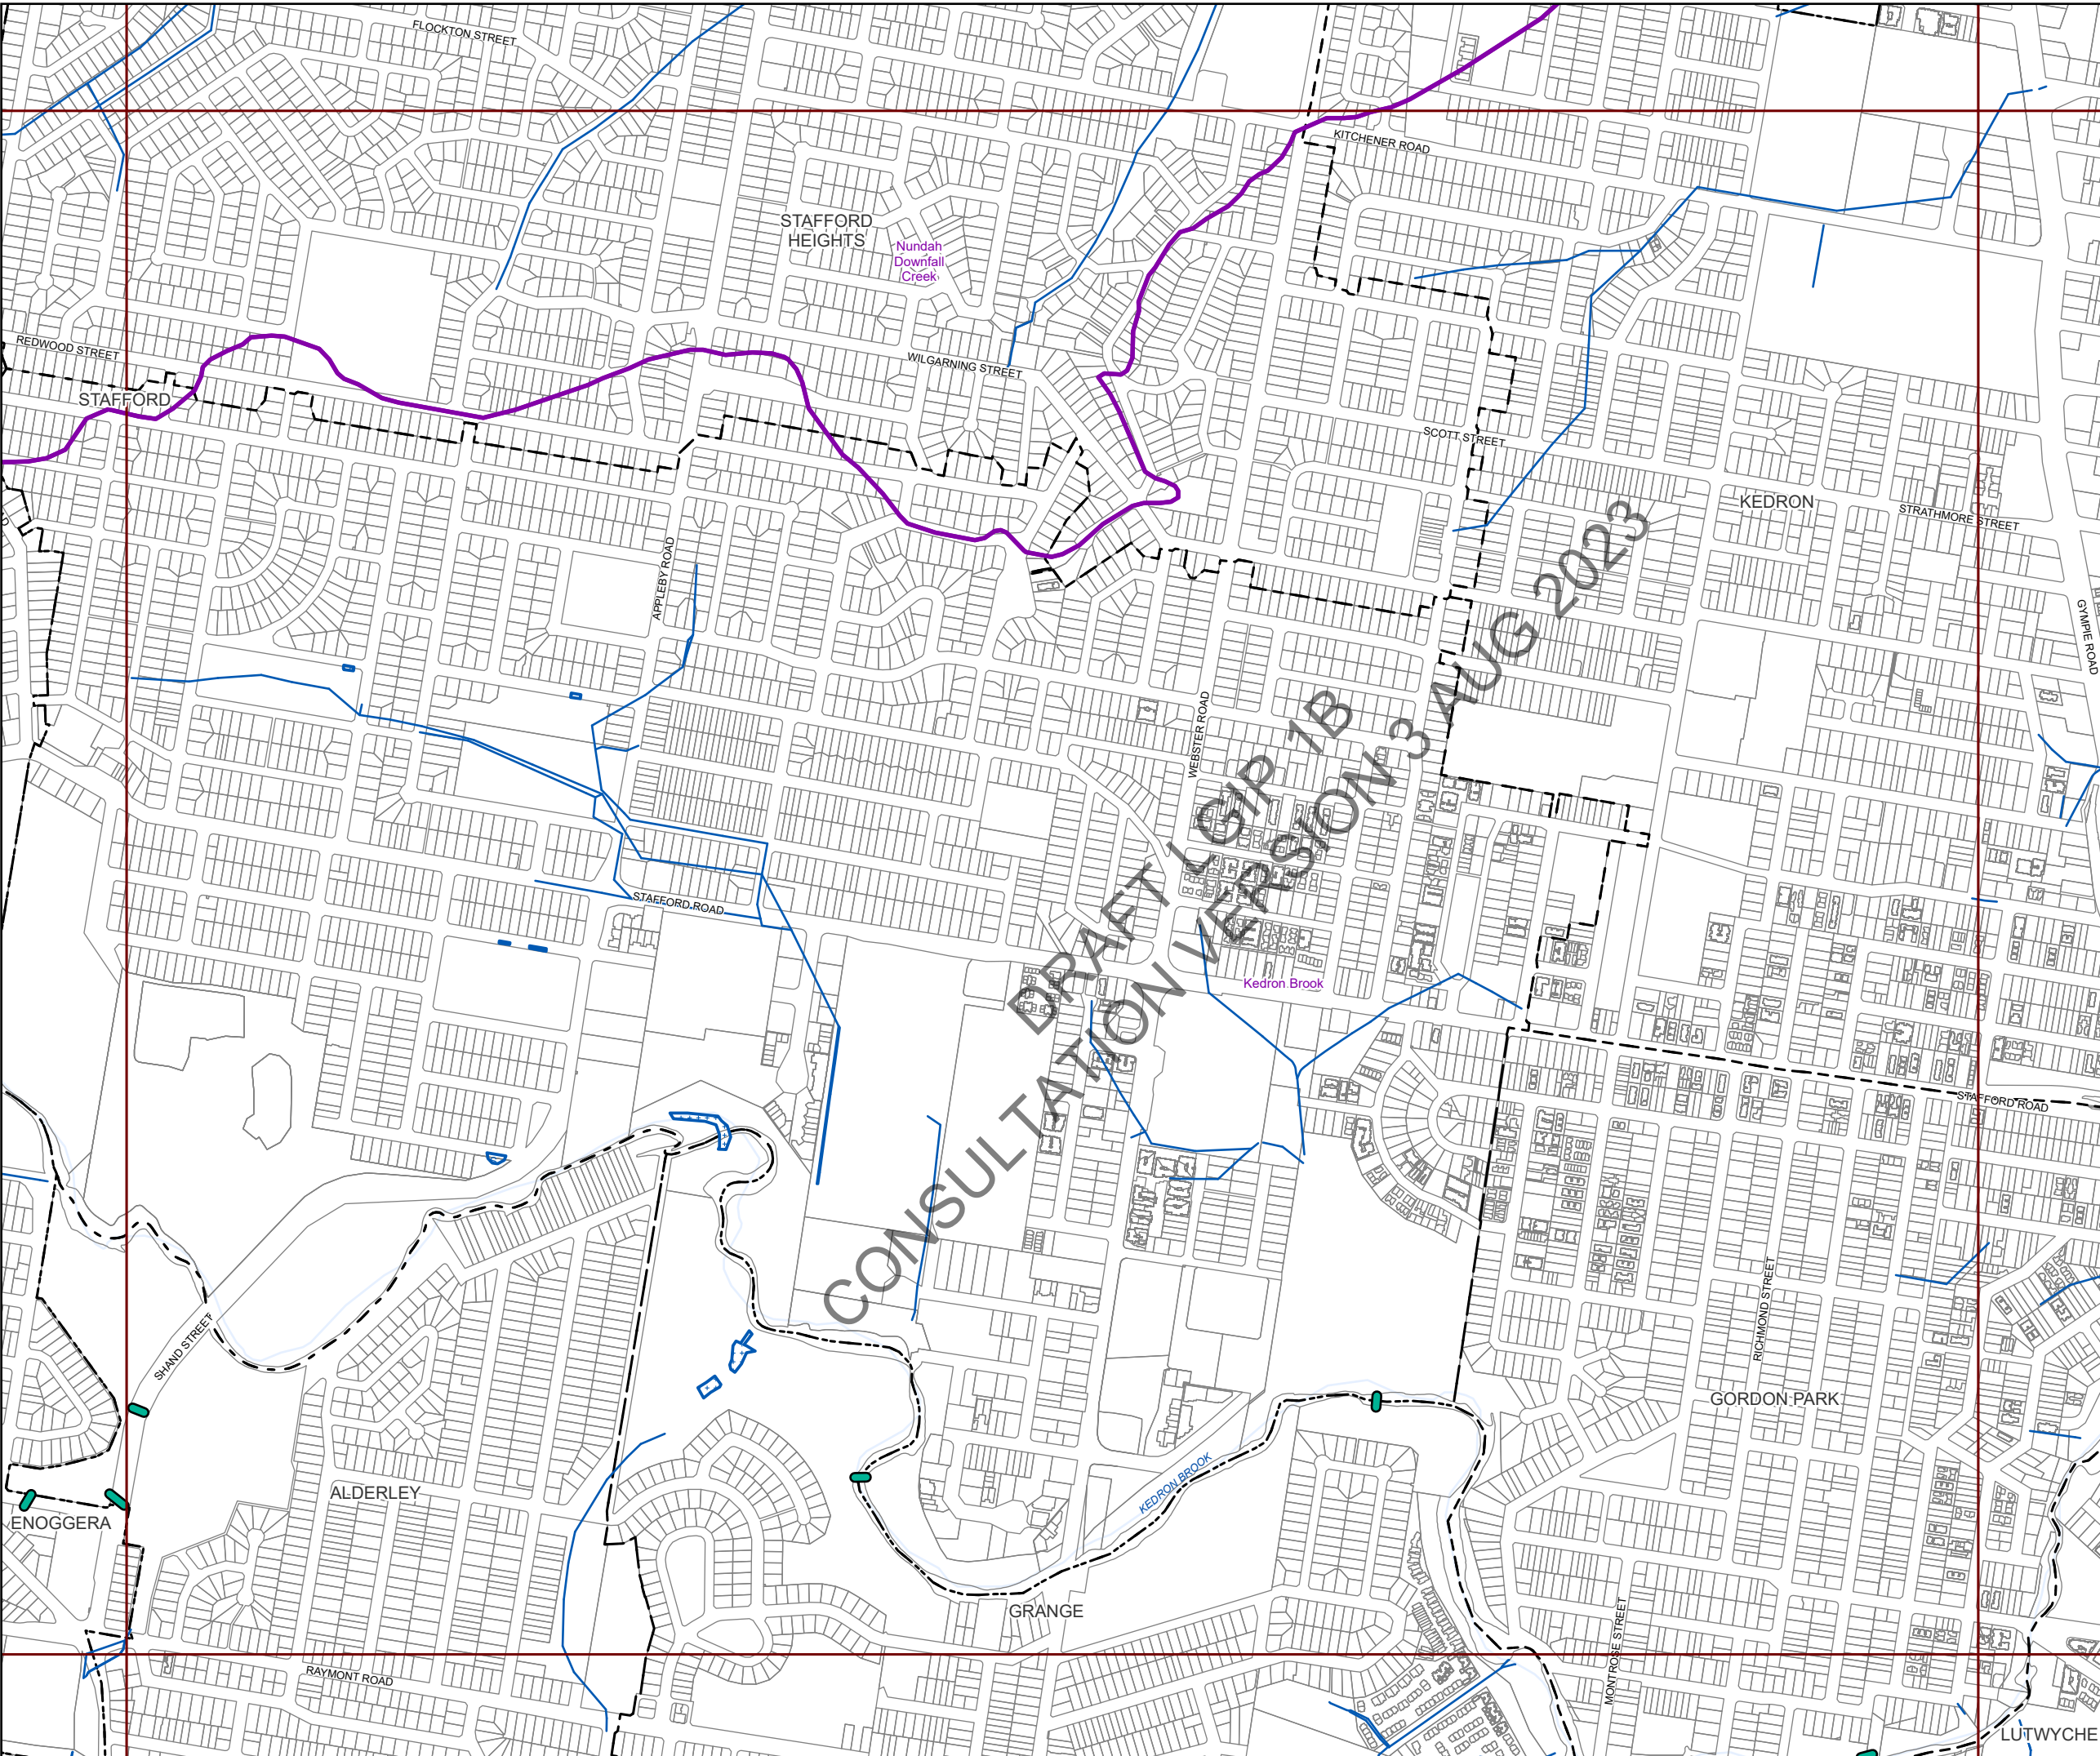 FLOCKTON STREET
KITCHENER ROAD
STAFFORD
HEIGHTS
Nundah
Downfall
Creek
REDWOOD STREET
WILGARNING STREET
STAFFORD
SCOTT STREET
KEDRON
STRATHMORE STREET
APPLEBY ROAD
GYMPIE ROAD
WEBSTER ROAD
DRAFT LGIP 1B
CONSULTATION VERSION 3 AUG 2023
STAFFORD ROAD
Kedron Brook
STAFFORD ROAD
RICHMOND STREET
SHAND STREET
GORDON PARK
KEDRON BROOK
ALDERLEY
ENOGGERA
GRANGE
MONTROSE STREET
RAYMONT ROAD
LUTWYCHE